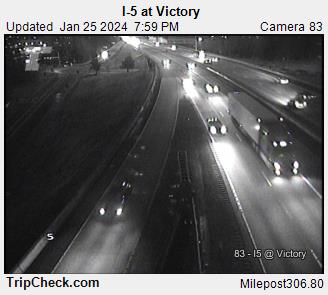 I-5 at Victory
Updated Jan 25 2024 7:59 PM Camera 83
S
83 - I5 @ Victory
TripCheck.com Milepost306.80